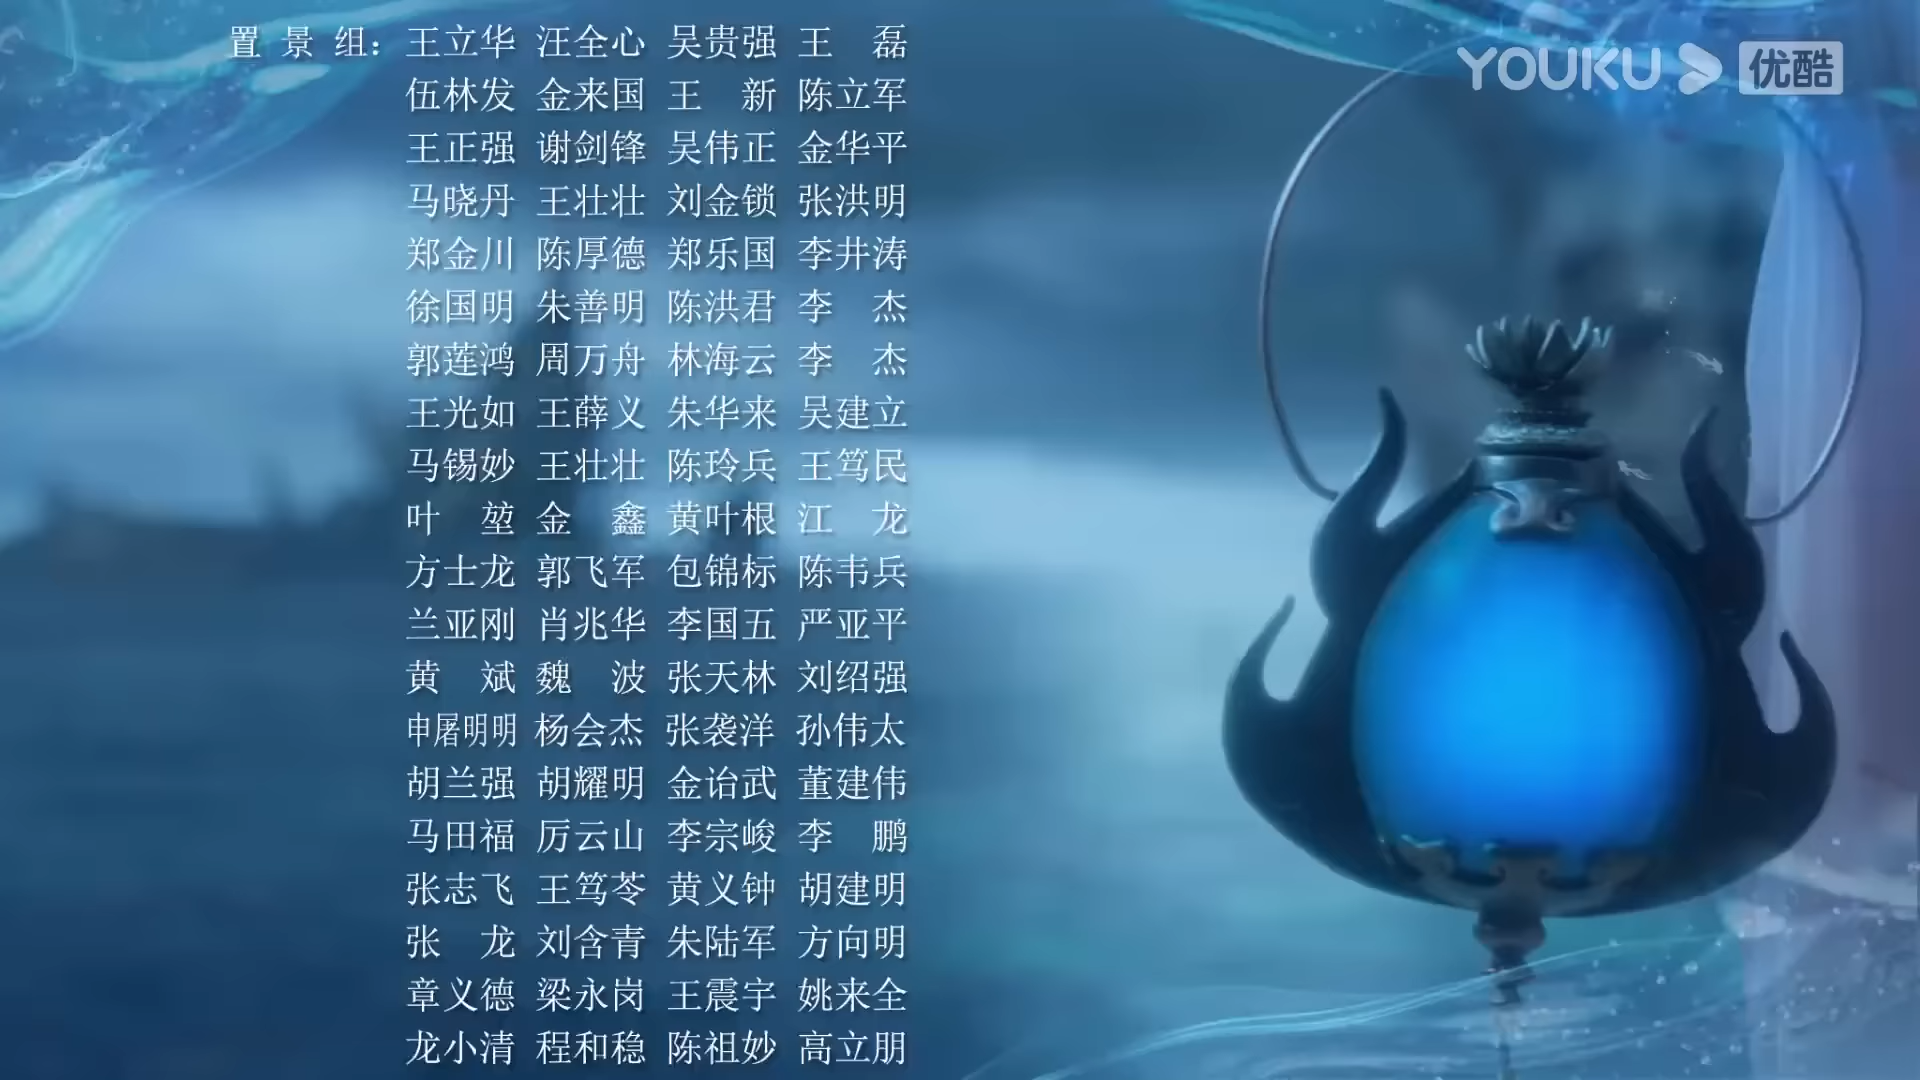 置景组：王立华 汪全心 吴贵强 王磊
YOUKU 优酷
伍林发 金来国 王新 陈立军
王正强 谢剑锋 吴伟正 金华平
马晓丹 王壮壮 刘金锁 张洪明
郑金川 陈厚德 郑乐国 李井涛
徐国明 朱善明 陈洪君 李杰
郭莲鸿 周万舟 林海云 李杰
王光如 王薛义 朱华来 吴建立
马锡妙 王壮壮 陈玲兵 王笃民
叶堃 金鑫 黄叶根 江龙
方士龙 郭飞军 包锦标 陈韦兵
兰亚刚 肖兆华 李国五 严亚平
黄斌 魏波 张天林 刘绍强
申屠明明 杨会杰 张袭洋 孙伟太
胡兰强 胡耀明 金诒武 董建伟
马田福 厉云山 李宗峻 李鹏
张志飞 王笃苓 黄义钟 胡建明
张龙 刘含青 朱陆军 方向明
章义德 梁永岗 王震宇 姚来全
龙小清 程和稳 陈祖妙 高立朋